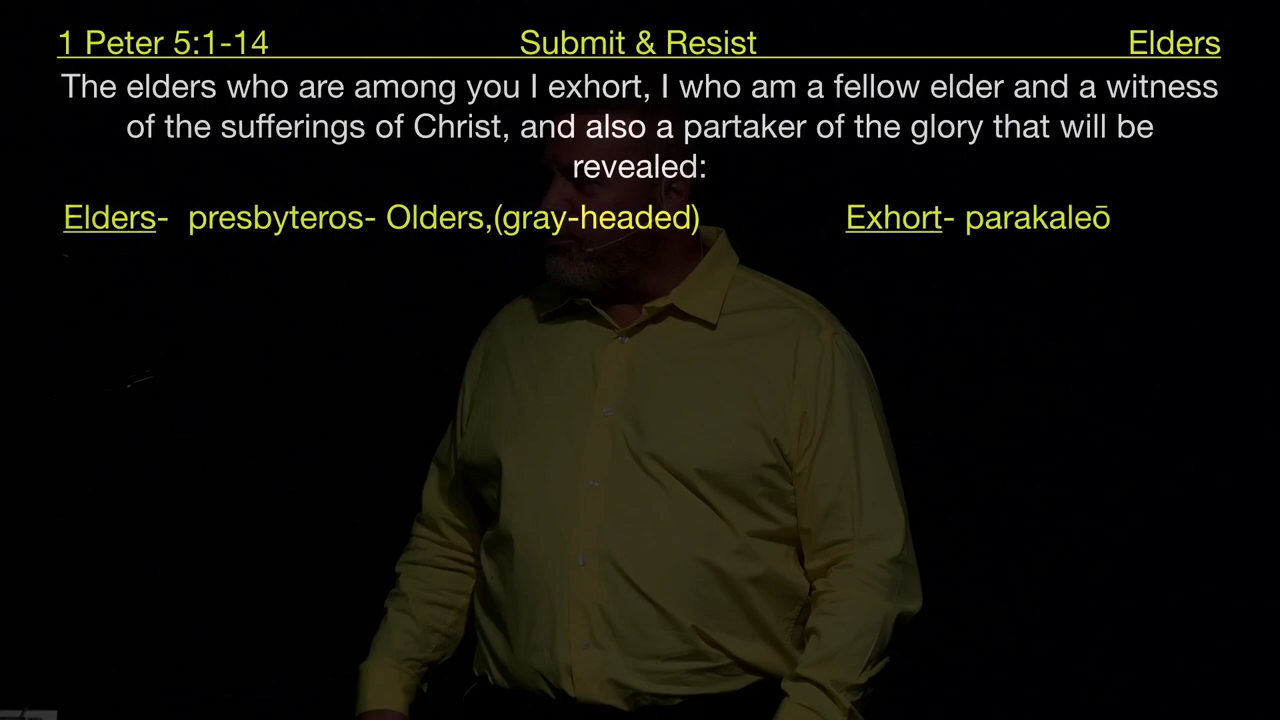 1 Peter 5:1-14 Submit & Resist Elders
The elders who are among you I exhort, I who am a fellow elder and a witness
of the sufferings of Christ, and also a partaker of the glory that will be
revealed:
Elders- presbyteros- Olders,(gray-headed) Exhort- parakaleō